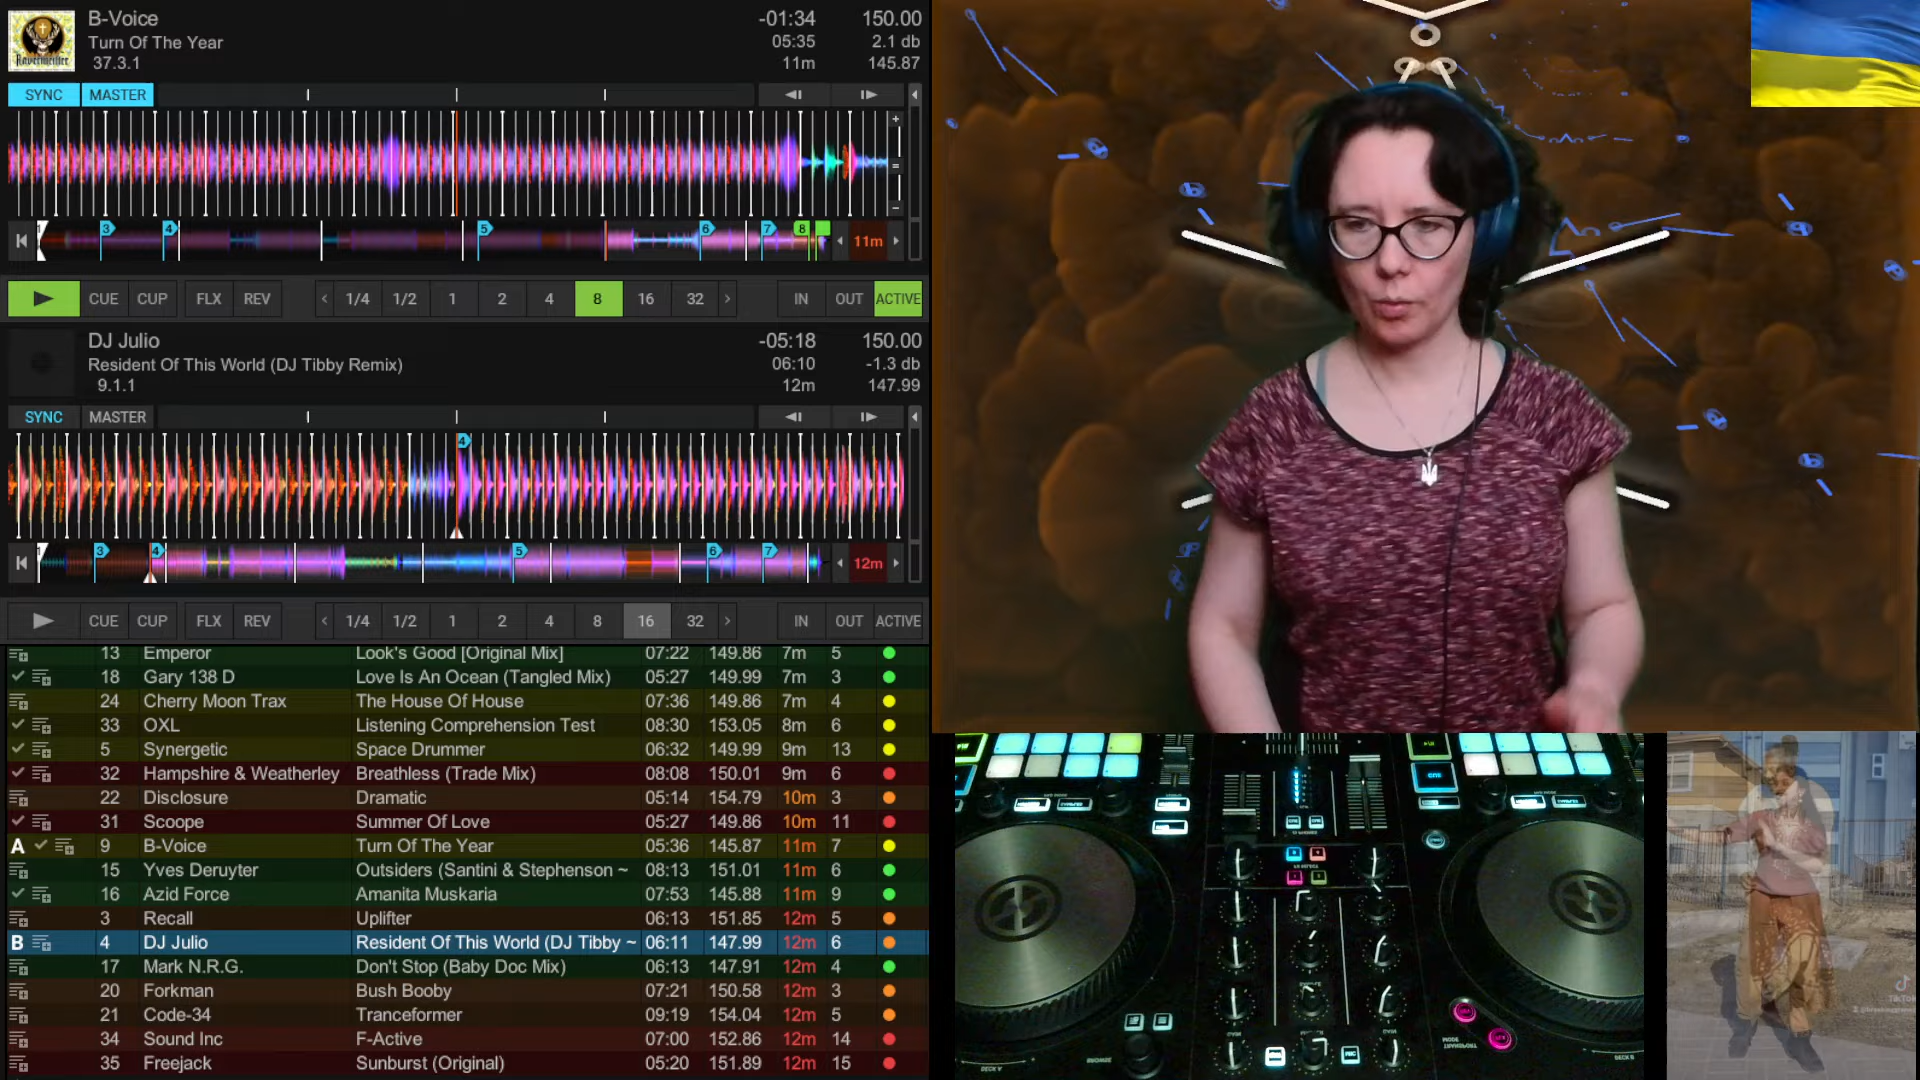 B-Voice -01:34 150.00
Turn Of The Year 05:35 2.1 db
37.3.1 11m 145.87
SYNC MASTER
3 4 5 6 7 8 11m
CUE CUP FLX REV 1/4 1/2 1 2 4 8 16 32 IN OUT ACTIVE
DJ Julio -05:18 150.00
Resident Of This World (DJ Tibby Remix) 06:10 -1.3 db
9.1.1 12m 147.99
SYNC MASTER
4
3 4 5 6 7 12m
CUE CUP FLX REV 1/4 1/2 1 2 4 8 16 32 IN OUT ACTIVE
13 Emperor Look's Good [Original Mix] 07:22 149.86 7m 5
18 Gary 138 D Love Is An Ocean (Tangled Mix) 05:27 149.99 7m 3
24 Cherry Moon Trax The House Of House 07:36 149.86 7m 4
33 OXL Listening Comprehension Test 08:30 153.05 8m 6
5 Synergetic Space Drummer 06:32 149.99 9m 13
32 Hampshire & Weatherley Breathless (Trade Mix) 08:08 150.01 9m 6
22 Disclosure Dramatic 05:14 154.79 10m 3
31 Scoope Summer Of Love 05:27 149.86 10m 11
A 9 B-Voice Turn Of The Year 05:36 145.87 11m 7
15 Yves Deruyter Outsiders (Santini & Stephenson ~ 08:13 151.01 11m 6
16 Azid Force Amanita Muskaria 07:53 145.88 11m 9
3 Recall Uplifter 06:13 151.85 12m 5
B 4 DJ Julio Resident Of This World (DJ Tibby ~ 06:11 147.99 12m 6
17 Mark N.R.G. Don't Stop (Baby Doc Mix) 06:13 147.91 12m 4
20 Forkman Bush Booby 07:21 150.58 12m 3
21 Code-34 Tranceformer 09:19 154.04 12m 5
34 Sound Inc F-Active 07:00 152.86 12m 14
35 Freejack Sunburst (Original) 05:20 151.89 12m 15